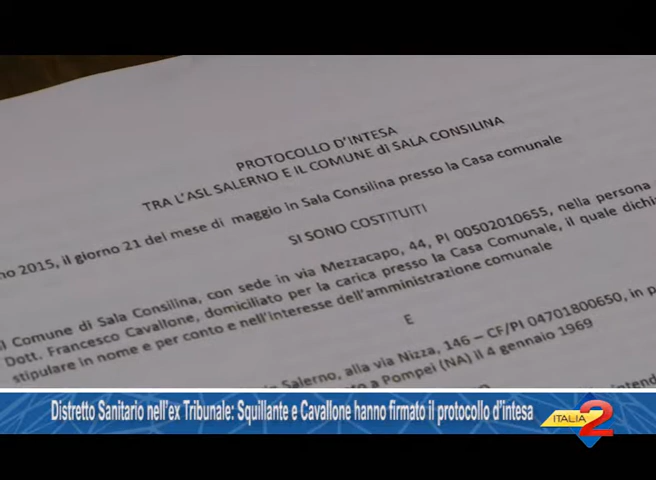 PROTOCOLLO D'INTESA
TRA L'ASL SALERNO E IL COMUNE di SALA CONSILINA
2015, il giorno 21 del mese di maggio in Sala Consilina presso la Casa comunale
SI SONO COSTITUITI
Comune di Sala Consilina, con sede in via Mezzacapo, 44, PI 00502010655, nella persona
Dott. Francesco Cavallone, domiciliato per la carica presso la Casa Comunale, il quale
stipulare in nome e per conto e nell'interesse dell'amministrazione comunale
E
Salerno, alla via Nizza, 146 – CF/PI 04701800650, in
a Pompei (NA) il 4 gennaio 1969
Distretto Sanitario nell'ex Tribunale: Squillante e Cavallone hanno firmato il protocollo d'intesa
ITALIA 2